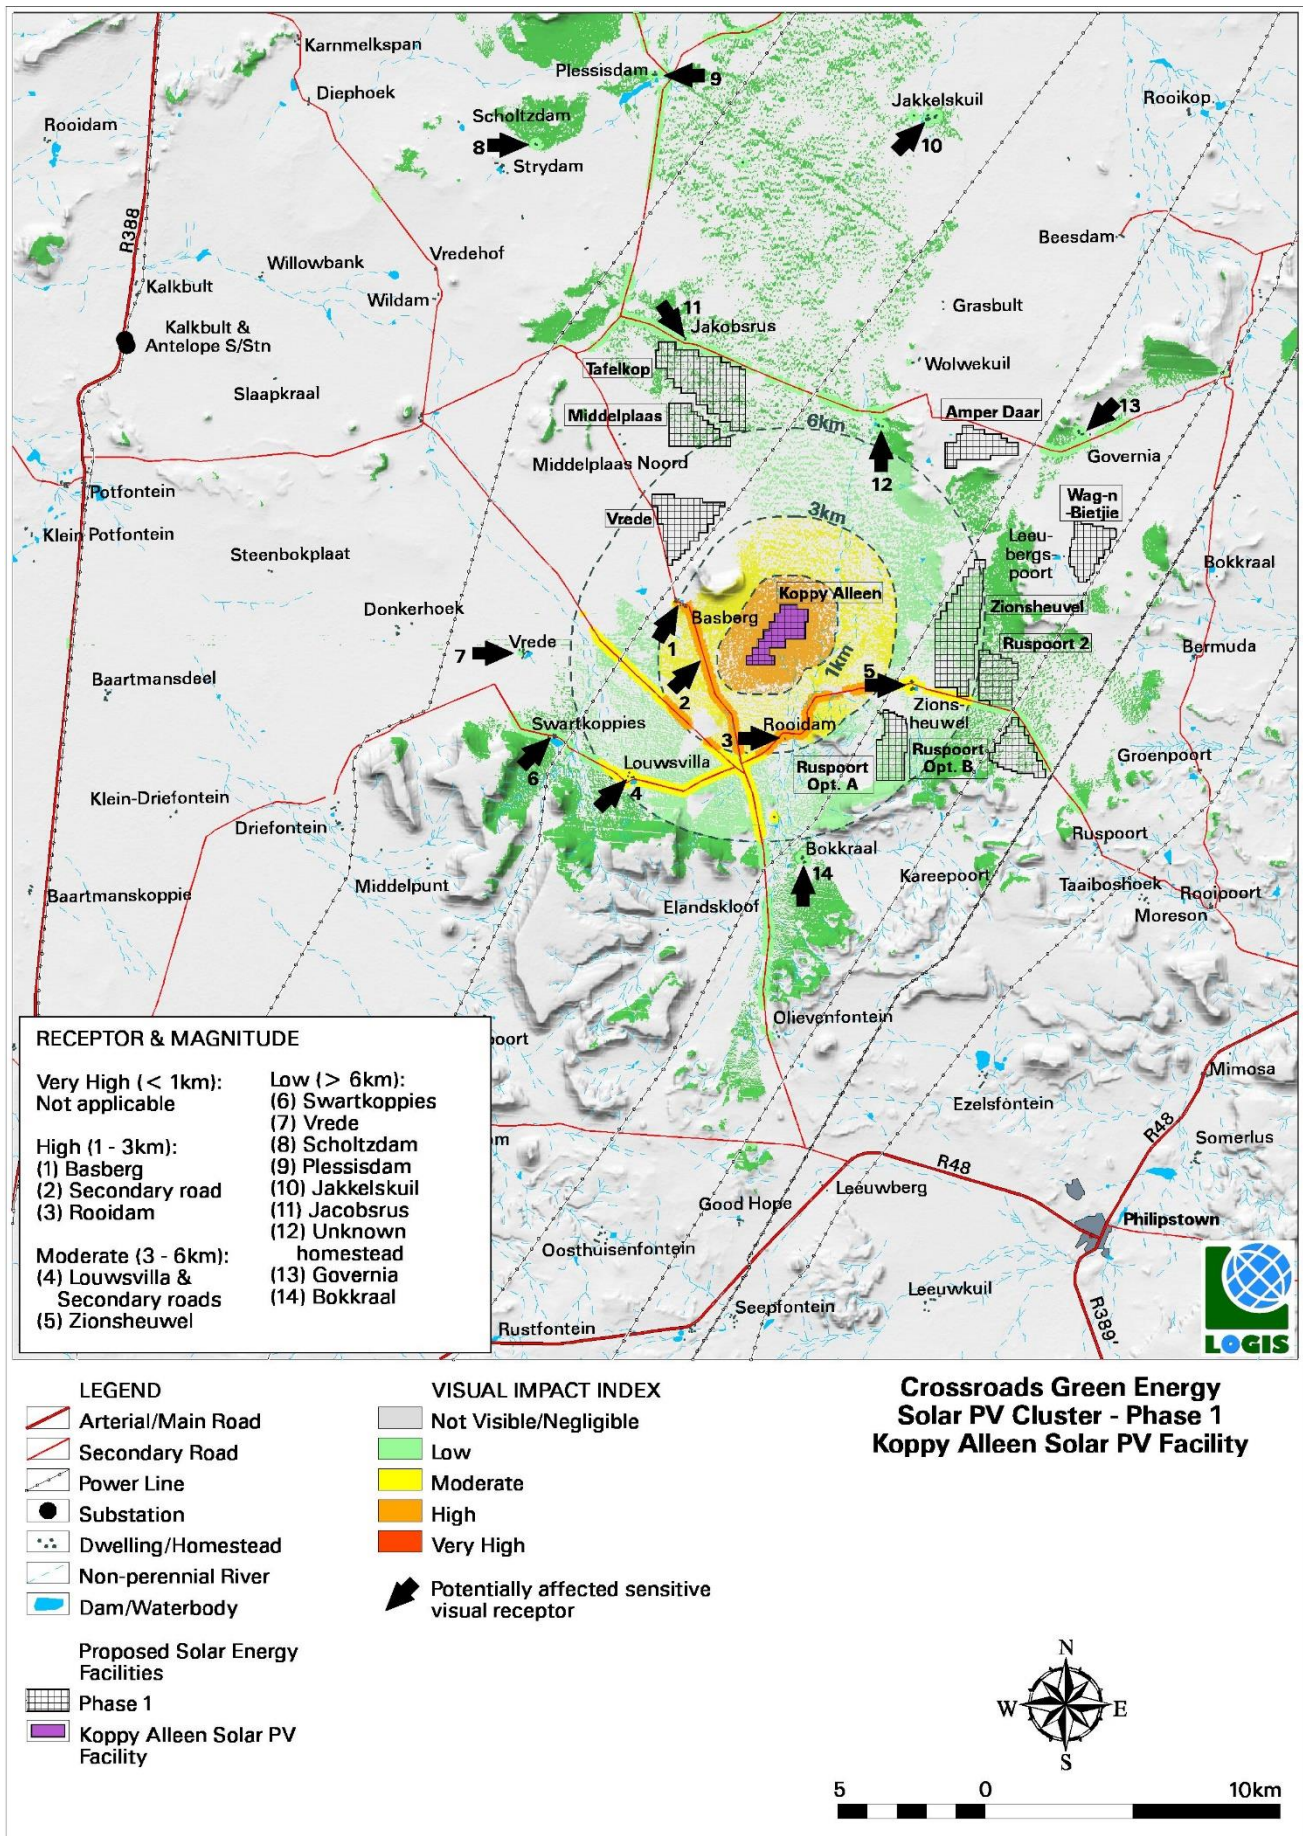 Karnmelkspan
Plessisdam
9
Diephoek
Jakkelskuil
Rooikop
Rooidam
Scholtzdam
8
Strydam
10
R388
Vredehof
Beesdam
Willowbank
Kalkbult
Wildam
11
Grasbult
Kalkbult &
Antelope S/Stn
Jakobsrus
Tafelkop
Wolwekuil
Slaapkraal
Middelplaas
Amper Daar
13
6km
Governia
Middelplaas Noord
12
Potfontein
Wag-n
-Bietjie
Vrede
3km
Klein Potfontein
Leeu-
bergs-
poort
Steenbokplaat
Bokkraal
Koppy Alleen
Donkerhoek
Basberg
Zionsheuvel
1
Ruspoort 2
Vrede
7
1km
Bermuda
5
Baartmansdeel
2
Zions-
heuwel
Swartkoppies
Rooidam
3
Ruspoort
Opt. A
Ruspoort
Opt. B
Groenpoort
Louwsvilla
6
4
Klein-Driefontein
Driefontein
Ruspoort
Bokkraal
14
Kareepoort
Middelpunt
Taaiboshoek
Rooipoort
Baartmanskoppie
Elandskloof
Moreson
Olievenfontein
oort
Mimosa
Ezelsfontein
R48
om
Somerlus
R48
Leeuwberg
Good Hope
Philipstown
Oosthuisenfontein
Leeuwkuil
Seepfontein
Rustfontein
R389'
LOGIS
RECEPTOR & MAGNITUDE
Very High (< 1km):
Not applicable
High (1 - 3km):
(1) Basberg
(2) Secondary road
(3) Rooidam
Moderate (3 - 6km):
(4) Louwsvilla &
Secondary roads
(5) Zionsheuwel
Low (> 6km):
(6) Swartkoppies
(7) Vrede
(8) Scholtzdam
(9) Plessisdam
(10) Jakkelskuil
(11) Jacobsrus
(12) Unknown
homestead
(13) Governia
(14) Bokkraal
LEGEND
Arterial/Main Road
Secondary Road
Power Line
Substation
Dwelling/Homestead
Non-perennial River
Dam/Waterbody
Proposed Solar Energy
Facilities
Phase 1
Koppy Alleen Solar PV
Facility
VISUAL IMPACT INDEX
Not Visible/Negligible
Low
Moderate
High
Very High
Potentially affected sensitive
visual receptor
Crossroads Green Energy
Solar PV Cluster - Phase 1
Koppy Alleen Solar PV Facility
N
W E
S
5 0 10km